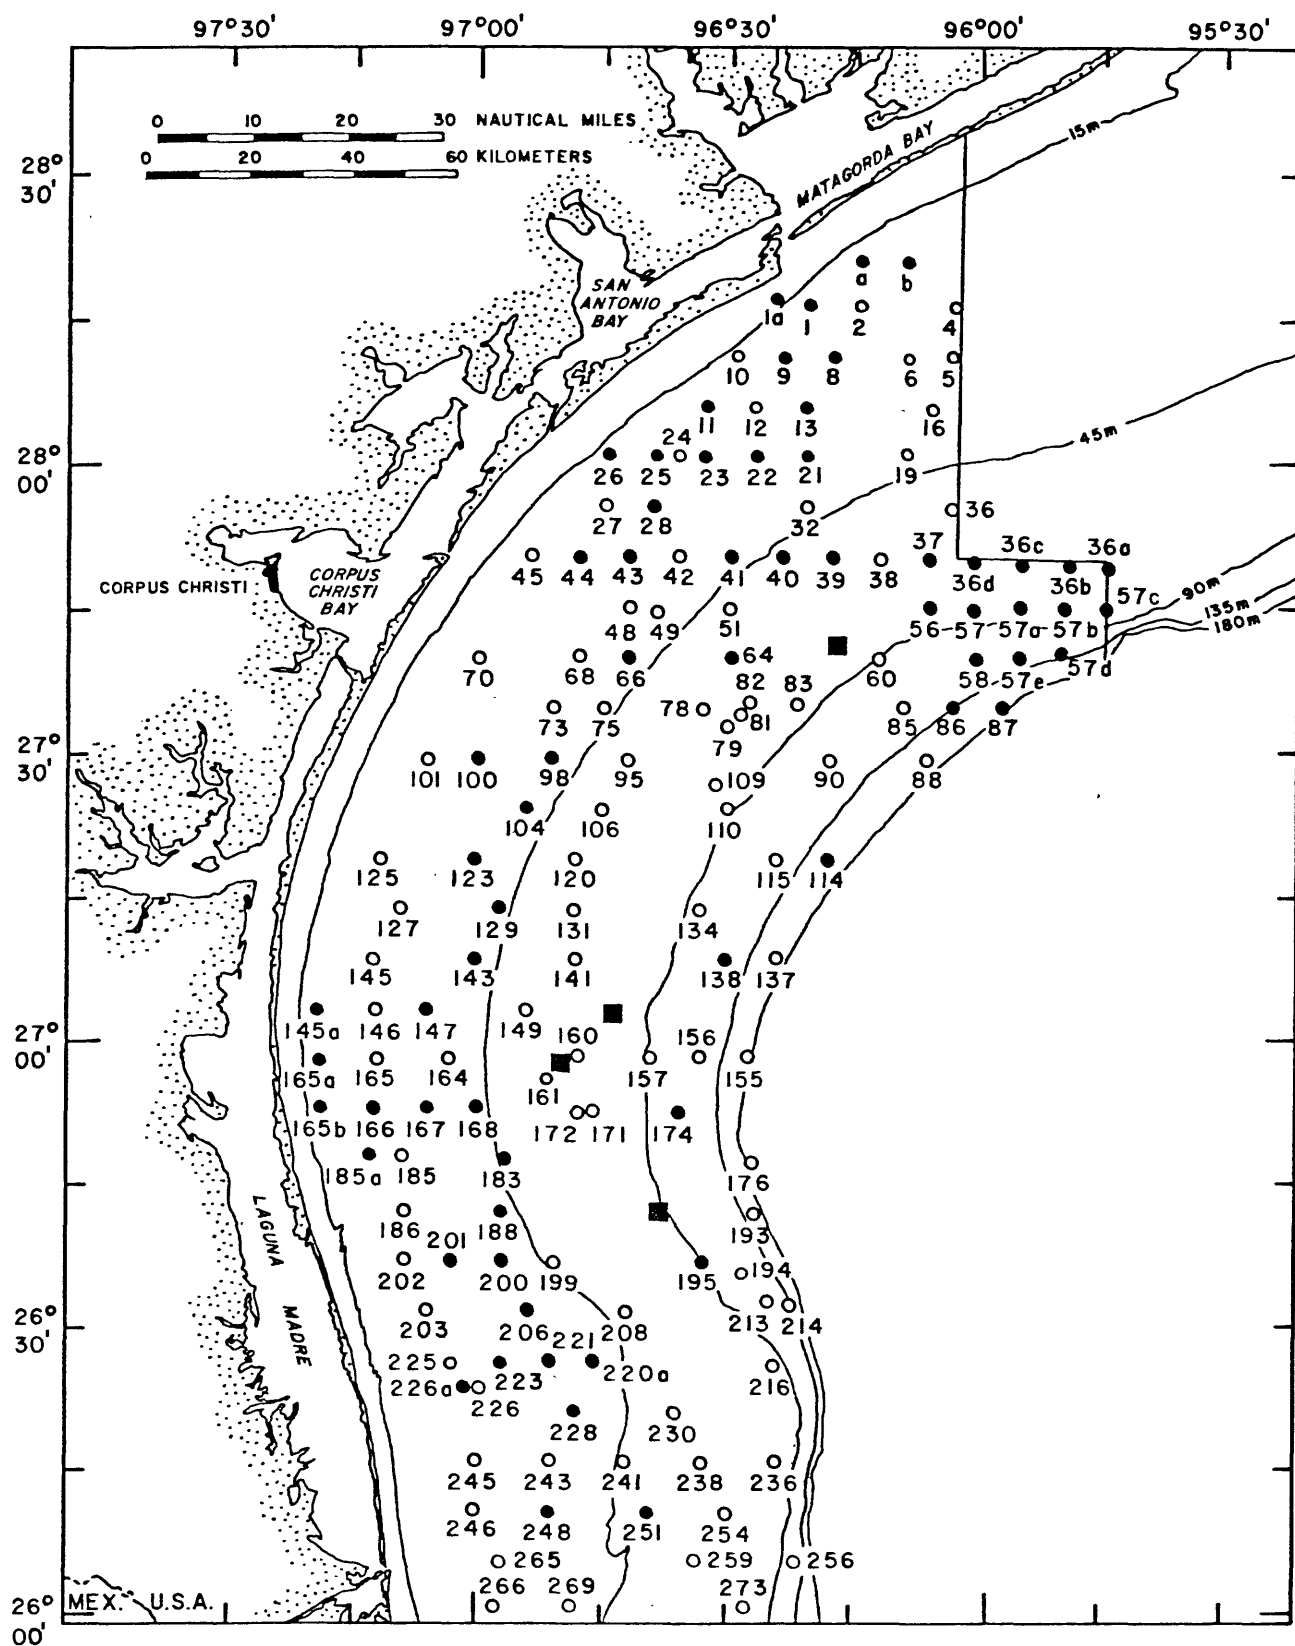 97°30' 97°00' 96°30' 96°00' 95°30'
0 10 20 30 NAUTICAL MILES
0 20 40 60 KILOMETERS
28°
30'
MATAGORDA BAY
15m
SAN
ANTONIO
BAY
a b
1a 1 2 4
10 9 8 6 5
11 12 13 16
45m
24
28°
00'
26 25 23 22 21 19
27 28 32 36
37 36c 36a
45 44 43 42 41 40 39 38
36d 36b
CORPUS CHRISTI
CORPUS
CHRISTI
BAY
57c 90m
135m
180m
48 49 51 56 57 57a 57b
64
70 68 66 60 58 57e 57d
82 83
73 75 78 81 85 86 87
79
27°
30'
101 100 98 95 109 90 88
104 106 110
125 123 120 115 114
127 129 131 134
145 143 141 138 137
145a 146 147 149 160 156
27°
00'
165a 165 164 161 157 155
165b 166 167 168 172 171 174
185a 185 183 176
LAGUNA
MADRE
186 201 188 193
202 200 199 195 194
26°
30'
203 206 208 213 214
221
225 223 220a 216
226a 226
228 230
245 243 241 238 236
246 248 251 254
265 259 256
266 269 273
26°
00'
MEX. U.S.A.